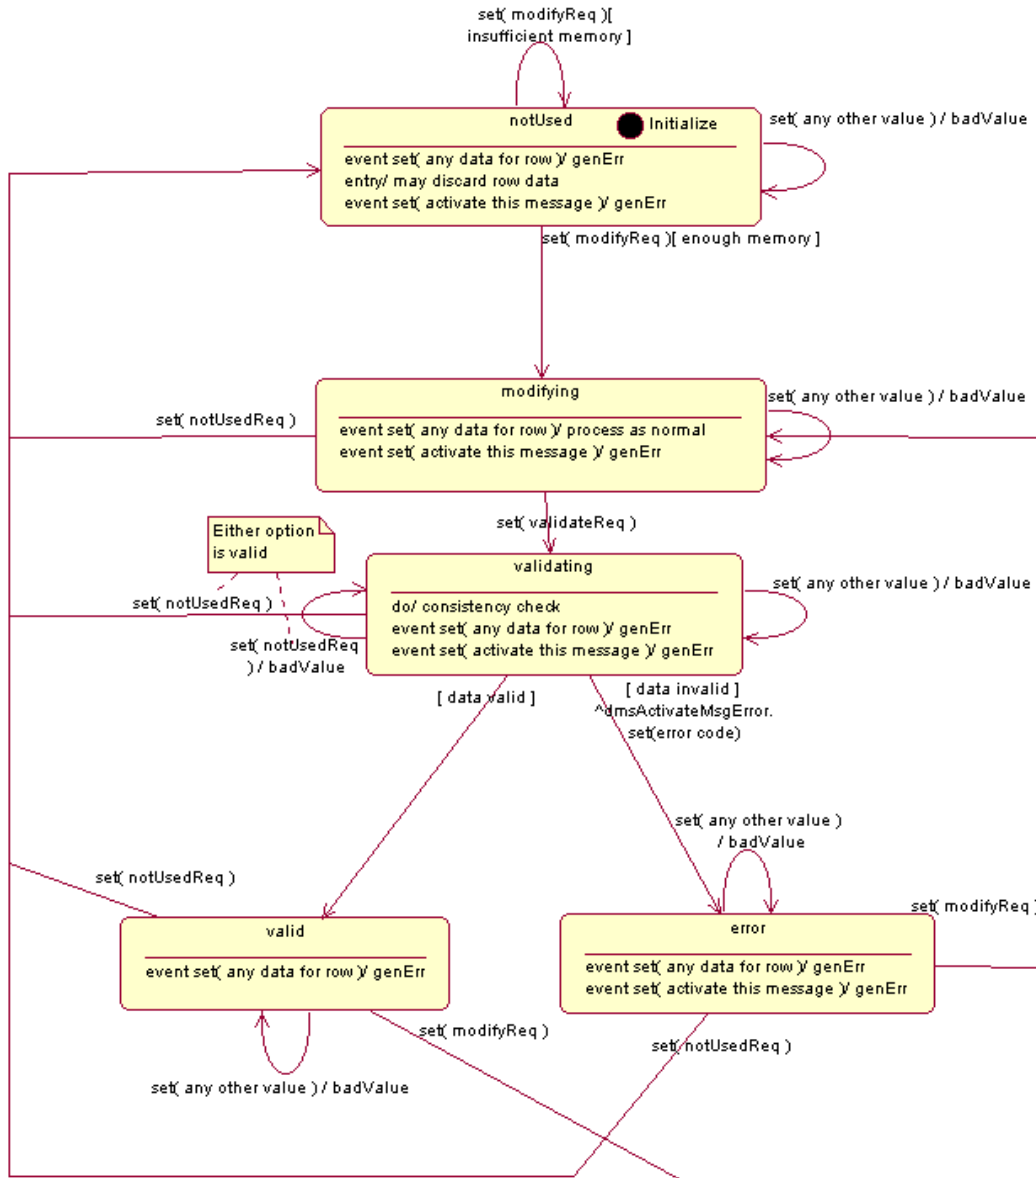 set( modifyReq )[
insufficient memory ]
notUsed
Initialize
set( any other value ) / badValue
event set( any data for row )/ genErr
entry/ may discard row data
event set( activate this message )/ genErr
set( modifyReq )[ enough memory ]
modifying
set( any other value ) / badValue
set( notUsedReq )
event set( any data for row )/ process as normal
event set( activate this message )/ genErr
set( validateReq )
Either option
is valid
validating
set( any other value ) / badValue
set( notUsedReq )
do/ consistency check
event set( any data for row )/ genErr
event set( activate this message )/ genErr
set( notUsedReq
) / badValue
[ data valid ]
[ data invalid ]
^dmsActivateMsgError.
set(error code)
set( any other value )
/ badValue
set( notUsedReq )
set( modifyReq )
valid
event set( any data for row )/ genErr
error
event set( any data for row )/ genErr
event set( activate this message )/ genErr
set( modifyReq )
set( notUsedReq )
set( any other value ) / badValue